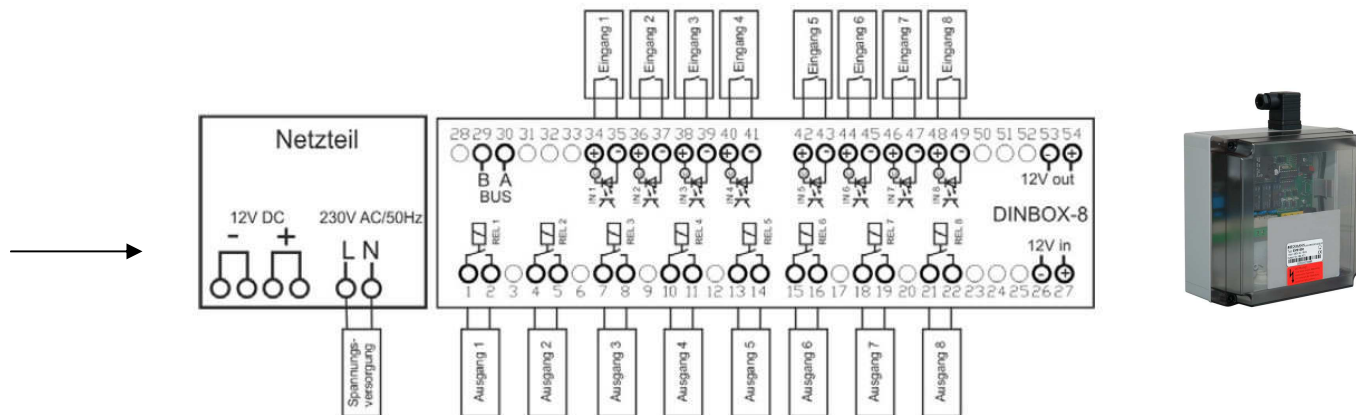 Eingang 1
Eingang 2
Eingang 3
Eingang 4
Eingang 5
Eingang 6
Eingang 7
Eingang 8
Netzteil
12V DC
230V AC/50Hz
- +
L N
28 29 30 31 32 33 34 35 36 37 38 39 40 41 42 43 44 45 46 47 48 49 50 51 52 53 54
+ - + - + - + - + - + - + - + - - +
B A
BUS
IN 1
IN 2
IN 3
IN 4
IN 5
IN 6
IN 7
IN 8
12V out
DINBOX-8
REL 1
REL 2
REL 3
REL 4
REL 5
REL 6
REL 7
REL 8
12V in
- +
1 2 3 4 5 6 7 8 9 10 11 12 13 14 15 16 17 18 19 20 21 22 23 24 25 26 27
Spannungs-
versorgung
Ausgang 1
Ausgang 2
Ausgang 3
Ausgang 4
Ausgang 5
Ausgang 6
Ausgang 7
Ausgang 8